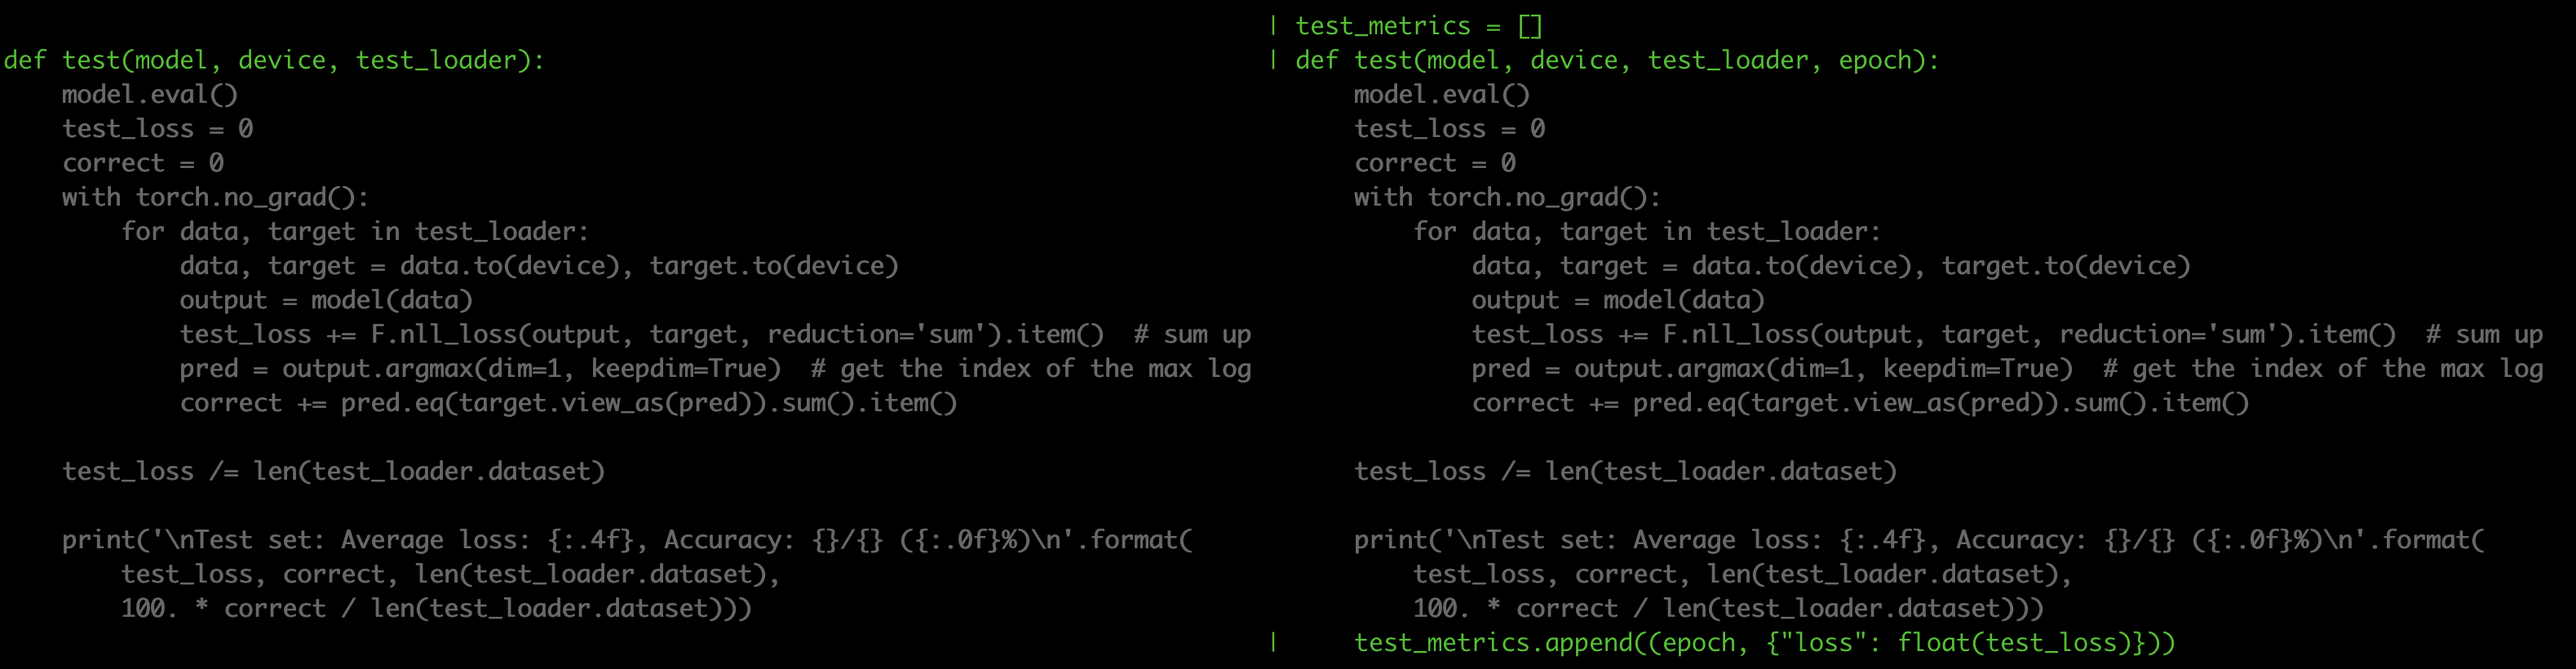 def test(model, device, test_loader):
    model.eval()
    test_loss = 0
    correct = 0
    with torch.no_grad():
        for data, target in test_loader:
            data, target = data.to(device), target.to(device)
            output = model(data)
            test_loss += F.nll_loss(output, target, reduction='sum').item()  # sum up
            pred = output.argmax(dim=1, keepdim=True)  # get the index of the max log
            correct += pred.eq(target.view_as(pred)).sum().item()

    test_loss /= len(test_loader.dataset)

    print('\nTest set: Average loss: {:.4f}, Accuracy: {}/{} ({:.0f}%)\n'.format(
        test_loss, correct, len(test_loader.dataset),
        100. * correct / len(test_loader.dataset)))
| test_metrics = []
| def test(model, device, test_loader, epoch):
      model.eval()
      test_loss = 0
      correct = 0
      with torch.no_grad():
          for data, target in test_loader:
              data, target = data.to(device), target.to(device)
              output = model(data)
              test_loss += F.nll_loss(output, target, reduction='sum').item()  # sum up
              pred = output.argmax(dim=1, keepdim=True)  # get the index of the max log
              correct += pred.eq(target.view_as(pred)).sum().item()

      test_loss /= len(test_loader.dataset)

      print('\nTest set: Average loss: {:.4f}, Accuracy: {}/{} ({:.0f}%)\n'.format(
          test_loss, correct, len(test_loader.dataset),
          100. * correct / len(test_loader.dataset)))
|     test_metrics.append((epoch, {"loss": float(test_loss)}))